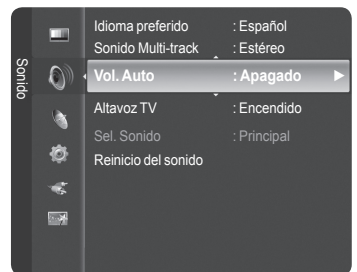 Sonido
Idioma preferido : Español
Sonido Multi-track : Estéreo
Vol. Auto : Apagado
Altavoz TV : Encendido
Sel. Sonido : Principal
Reinicio del sonido